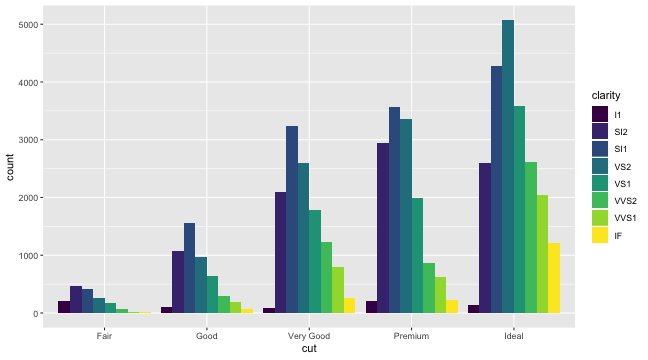 5000
4000
3000
2000
1000
0
count
Fair Good Very Good Premium Ideal
cut
clarity
I1
SI2
SI1
VS2
VS1
VVS2
VVS1
IF